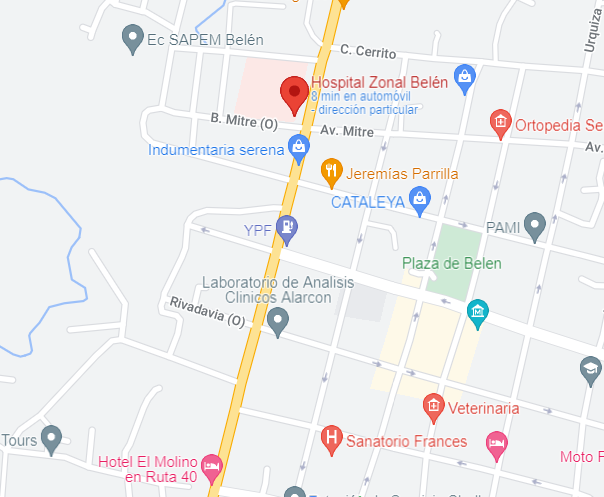 Urquiza
Ec SAPEM Belén
C. Cerrito
Hospital Zonal Belén
8 min en automóvil
- dirección particular
B. Mitre (O)
Av. Mitre
Ortopedia Se
Av.
Indumentaria serena
Jeremías Parrilla
CATALEYA
PAMI
YPF
Plaza de Belen
Laboratorio de Analisis
Clinicos Alarcon
Rivadavia (O)
Veterinaria
Tours
Sanatorio Frances
H
Hotel El Molino
en Ruta 40
Moto R